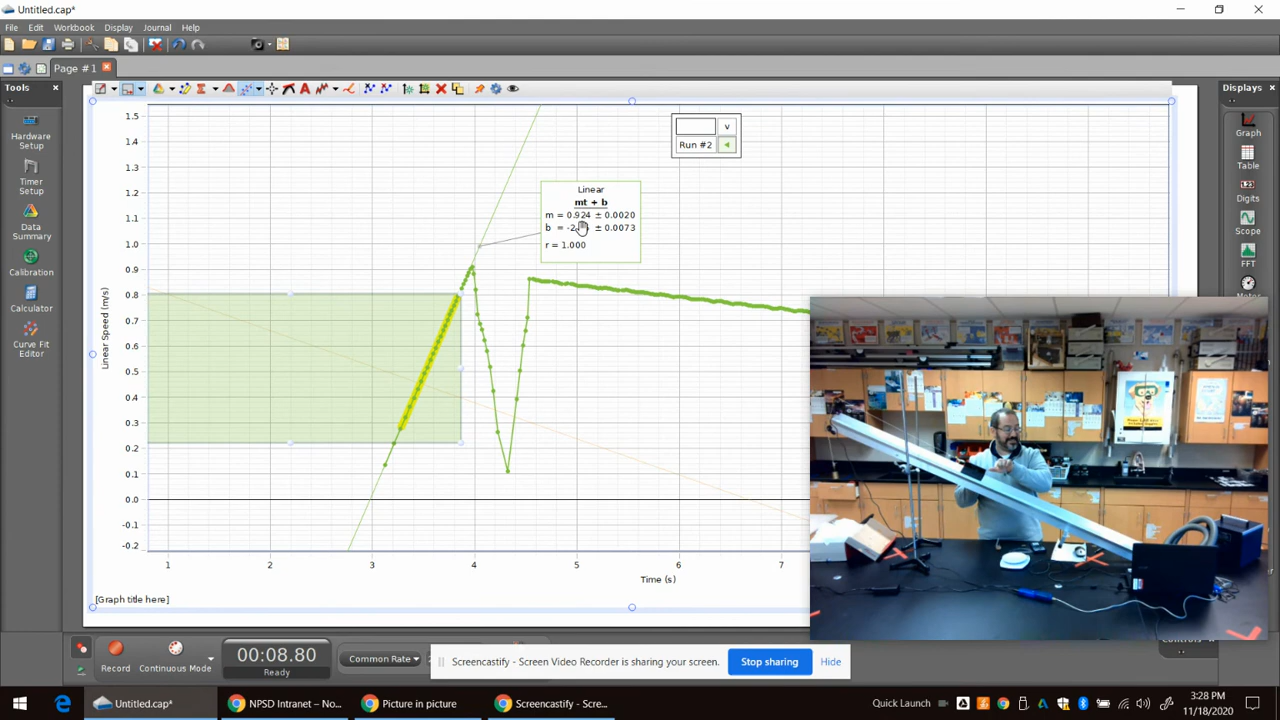 Untitled.cap*
File Edit Workbook Display Journal Help
Page #1
Tools
Displays
Hardware
Setup
Timer
Setup
Data
Summary
Calibration
Calculator
Curve Fit
Editor
Graph
Table
Digits
Scope
FFT
Meter
1.5
1.4
1.3
1.2
1.1
1.0
0.9
0.8
0.7
0.6
0.5
0.4
0.3
0.2
0.1
0.0
-0.1
-0.2
Linear Speed (m/s)
v
Run #2
Linear
mt + b
m = 0.924 ± 0.0020
b = -2. ± 0.0073
r = 1.000
1 2 3 4 5 6 7
Time (s)
[Graph title here]
Record
Continuous Mode
00:08.80
Ready
Common Rate
Screencastify - Screen Video Recorder is sharing your screen.
Stop sharing
Hide
Untitled.cap*
NPSD Intranet – No...
Picture in picture
Screencastify - Scre...
Quick Launch
3:28 PM
11/18/2020